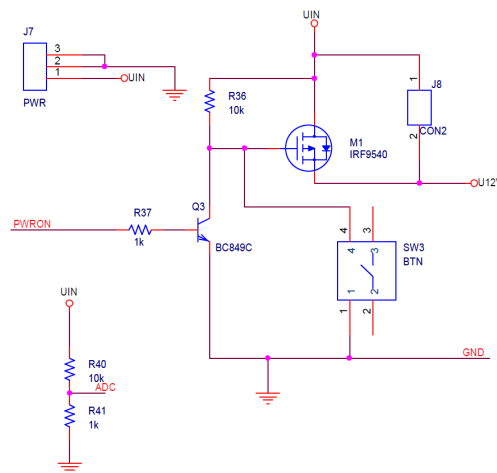 UIN
J7
3
2
1
UIN
PWR
R36
10k
1
J8
CON2
2
M1
IRF9540
U12V
Q3
BC849C
PWRON
R37
1k
4
3
4
3
SW3
BTN
1
2
1
2
UIN
GND
R40
10k
ADC
R41
1k